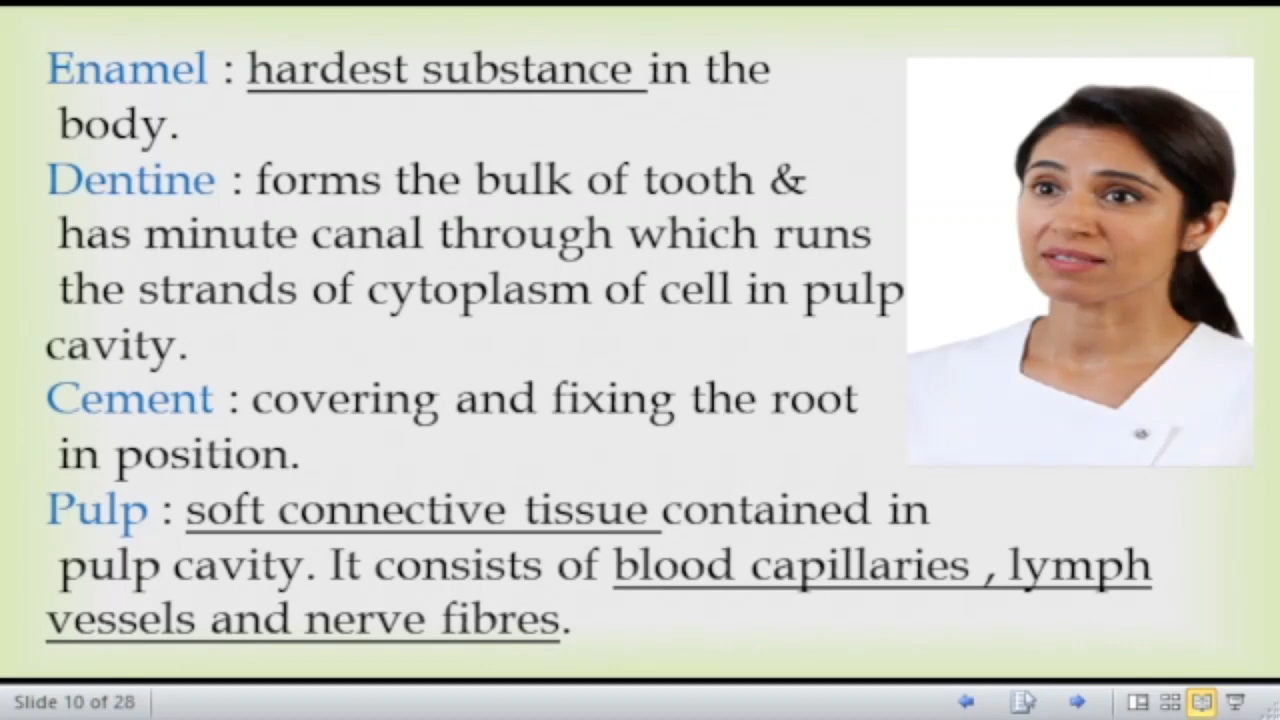 Enamel : hardest substance in the
body.
Dentine : forms the bulk of tooth &
has minute canal through which runs
the strands of cytoplasm of cell in pulp
cavity.
Cement : covering and fixing the root
in position.
Pulp : soft connective tissue contained in
pulp cavity. It consists of blood capillaries , lymph
vessels and nerve fibres.
Slide 10 of 28